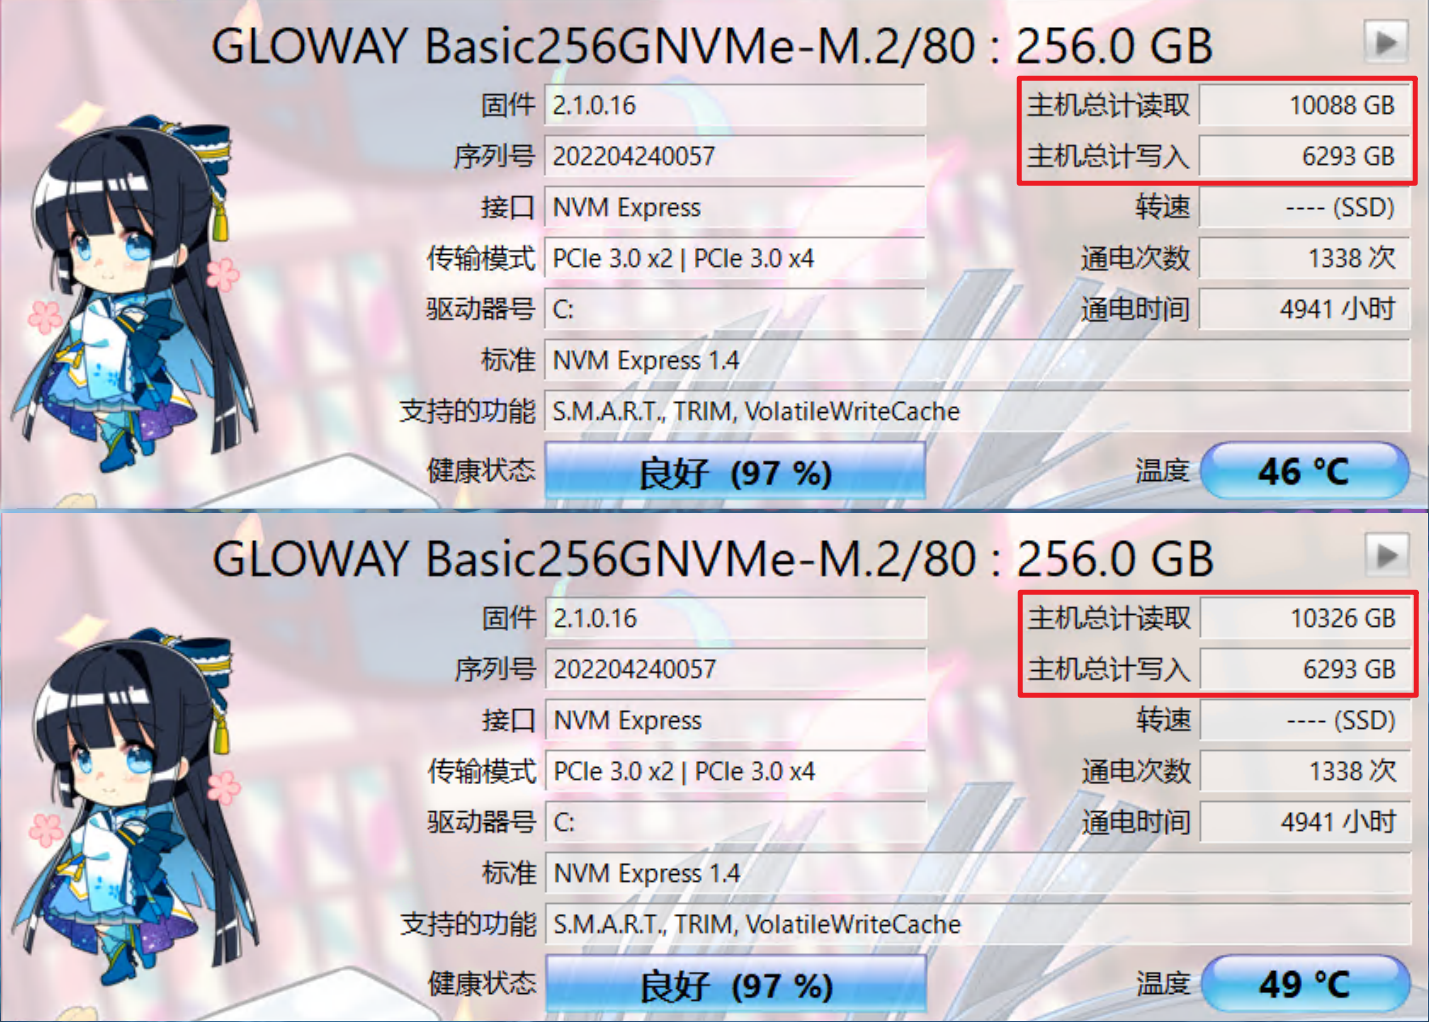 GLOWAY Basic256GNVMe-M.2/80 : 256.0 GB
固件 2.1.0.16 主机总计读取 10088 GB
序列号 202204240057 主机总计写入 6293 GB
接口 NVM Express 转速 ---- (SSD)
传输模式 PCIe 3.0 x2 | PCIe 3.0 x4 通电次数 1338 次
驱动器号 C: 通电时间 4941 小时
标准 NVM Express 1.4
支持的功能 S.M.A.R.T., TRIM, VolatileWriteCache
健康状态 良好 (97 %) 温度 46 °C
GLOWAY Basic256GNVMe-M.2/80 : 256.0 GB
固件 2.1.0.16 主机总计读取 10326 GB
序列号 202204240057 主机总计写入 6293 GB
接口 NVM Express 转速 ---- (SSD)
传输模式 PCIe 3.0 x2 | PCIe 3.0 x4 通电次数 1338 次
驱动器号 C: 通电时间 4941 小时
标准 NVM Express 1.4
支持的功能 S.M.A.R.T., TRIM, VolatileWriteCache
健康状态 良好 (97 %) 温度 49 °C